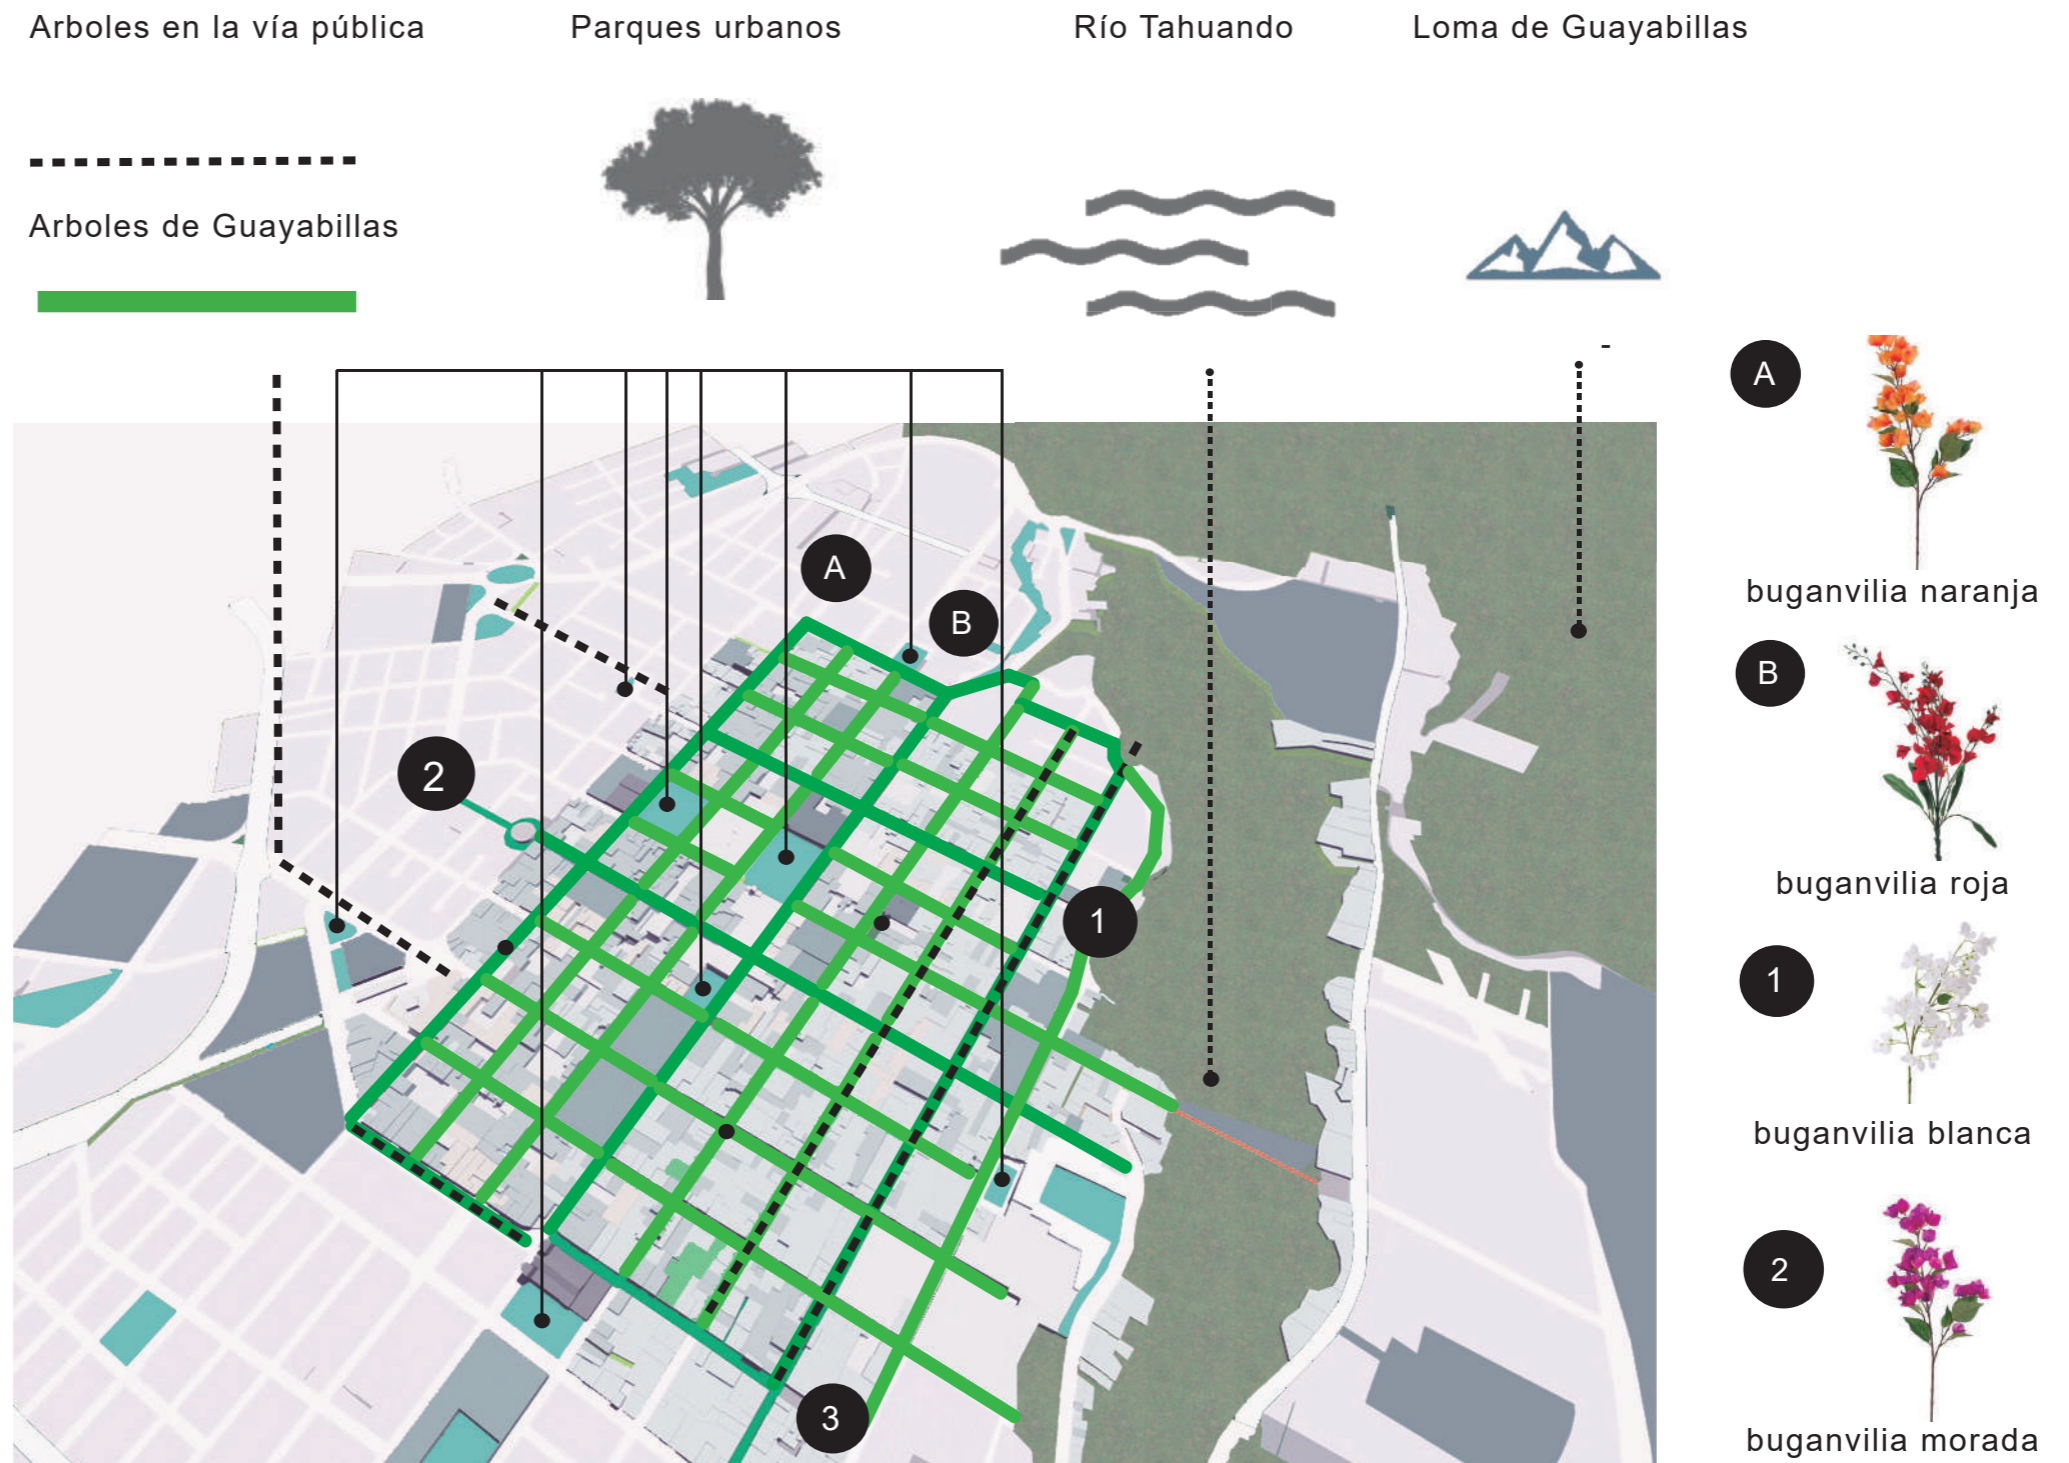 Arboles en la vía pública
Parques urbanos
Río Tahuando
Loma de Guayabillas
Arboles de Guayabillas
-
A
buganvilia naranja
A
B
B
buganvilia roja
2
1
1
buganvilia blanca
2
3
buganvilia morada